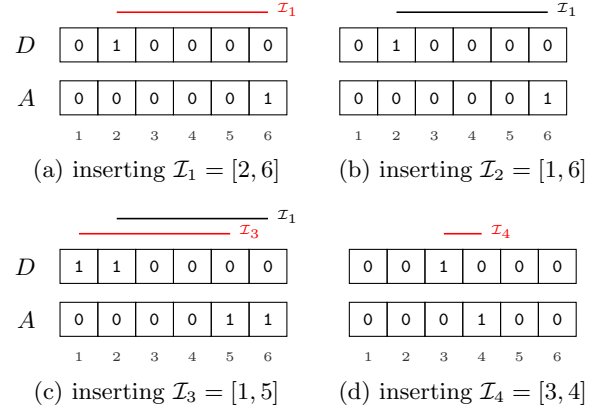 I₁ I₁
D 0 1 0 0 0 0 0 1 0 0 0 0
A 0 0 0 0 0 1 0 0 0 0 0 1
1 2 3 4 5 6 1 2 3 4 5 6
(a) inserting I₁ = [2, 6] (b) inserting I₂ = [1, 6]
I₁
I₃ I₄
D 1 1 0 0 0 0 0 0 1 0 0 0
A 0 0 0 0 1 1 0 0 0 1 0 0
1 2 3 4 5 6 1 2 3 4 5 6
(c) inserting I₃ = [1, 5] (d) inserting I₄ = [3, 4]